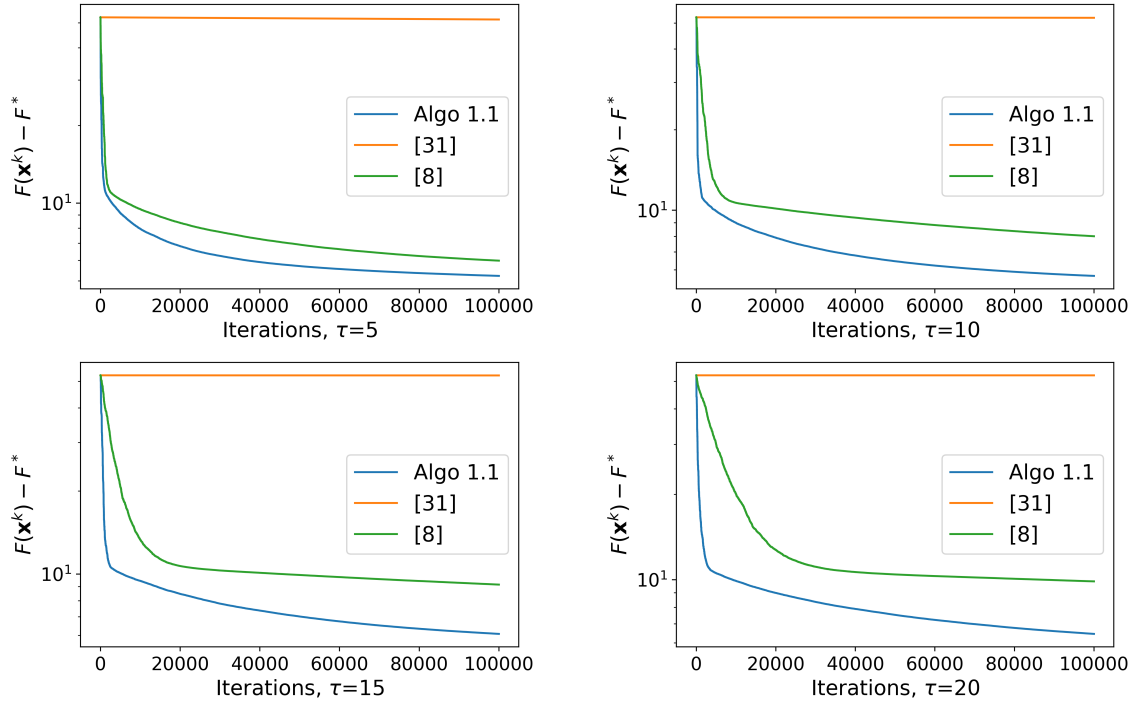 F(x^k) − F^*
10^1
Algo 1.1
[31]
[8]
0 20000 40000 60000 80000 100000
Iterations, τ=5
F(x^k) − F^*
10^1
Algo 1.1
[31]
[8]
0 20000 40000 60000 80000 100000
Iterations, τ=10
F(x^k) − F^*
10^1
Algo 1.1
[31]
[8]
0 20000 40000 60000 80000 100000
Iterations, τ=15
F(x^k) − F^*
10^1
Algo 1.1
[31]
[8]
0 20000 40000 60000 80000 100000
Iterations, τ=20